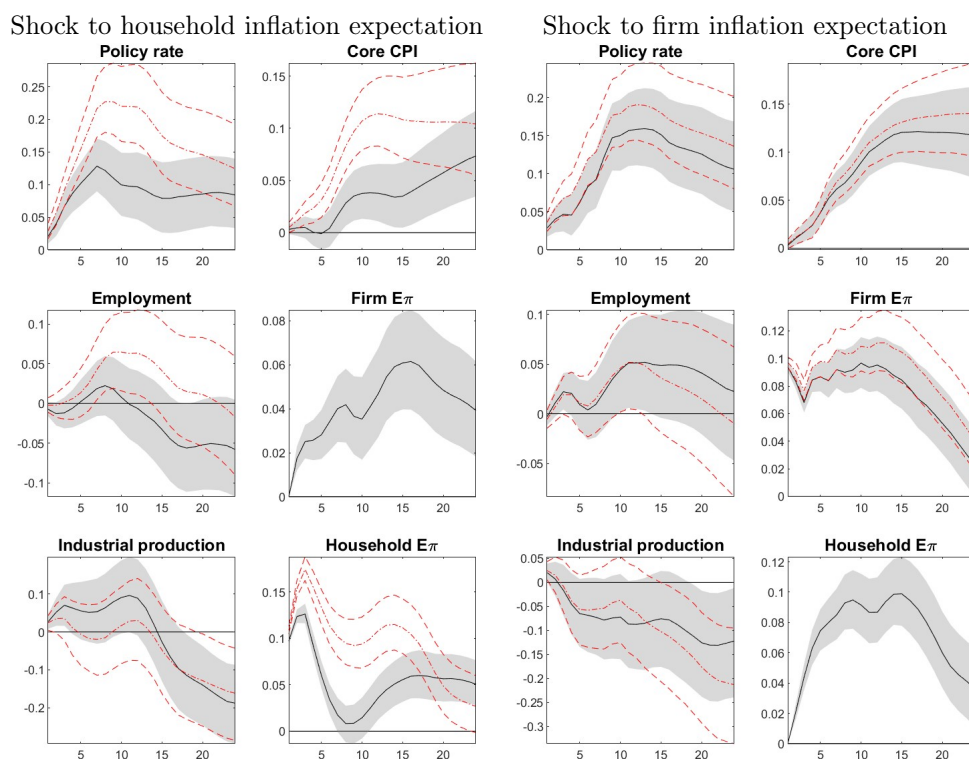 Shock to household inflation expectation Shock to firm inflation expectation
Policy rate Core CPI Policy rate Core CPI
0.25 0.15 0.2 0.15
0.2 0.15
0.15 0.1 0.1
0.1 0.05 0.1 0.05
0.05 0 0.05
0 0 0
5 10 15 20 5 10 15 20 5 10 15 20 5 10 15 20
Employment Firm Eπ Employment Firm Eπ
0.1 0.08 0.1 0.12
0.05 0.06 0.05 0.1
0 0.04 0 0.08
-0.05 0.02 -0.05 0.06
-0.1 0 0.04
0.02
0
5 10 15 20 5 10 15 20 5 10 15 20 5 10 15 20
Industrial production Household Eπ Industrial production Household Eπ
0.1 0.15 0.05 0.12
0 0.1 0 0.1
-0.1 0.05 -0.05 0.08
-0.2 0 -0.1 0.06
-0.15 0.04
-0.2 0.02
-0.25 0
-0.3
5 10 15 20 5 10 15 20 5 10 15 20 5 10 15 20